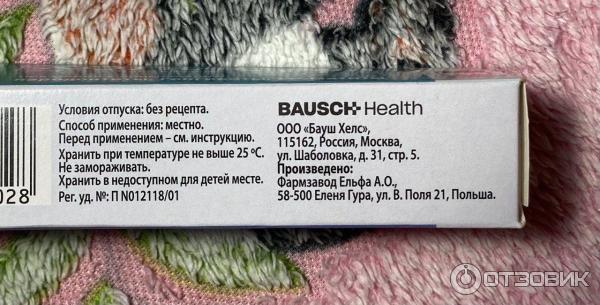 Условия отпуска: без рецепта.
Способ применения: местно.
Перед применением – см. инструкцию.
Хранить при температуре не выше 25 °C.
Не замораживать.
Хранить в недоступном для детей месте.
Рег. уд. №: П N012118/01
028
BAUSCH+Health
ООО «Бауш Хелс»,
115162, Россия, Москва,
ул. Шаболовка, д. 31, стр. 5.
Произведено:
Фармзавод Ельфа А.О.,
58-500 Еленя Гура, ул. В. Поля 21, Польша.
ОТЗОВИК